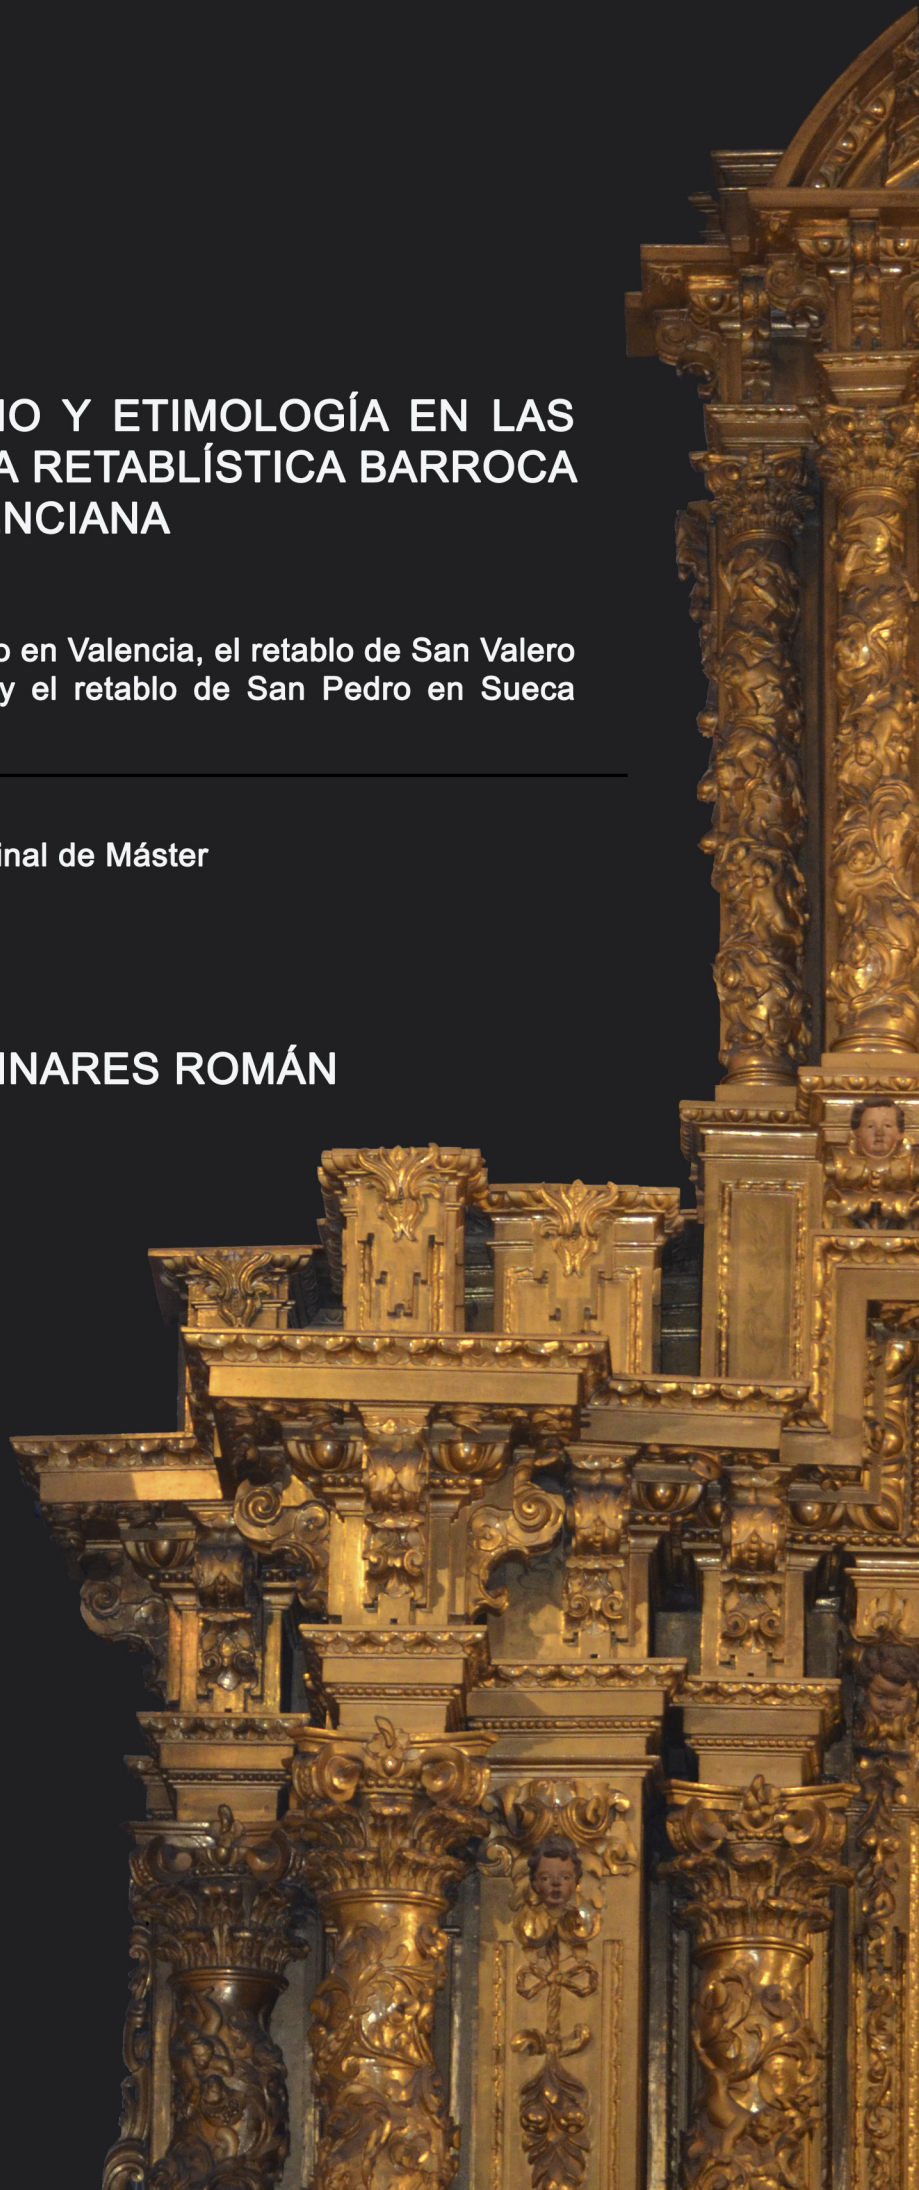 IO Y ETIMOLOGÍA EN LAS
A RETABLÍSTICA BARROCA
NCIANA
en Valencia, el retablo de San Valero
y el retablo de San Pedro en Sueca
inal de Máster
INARES ROMÁN